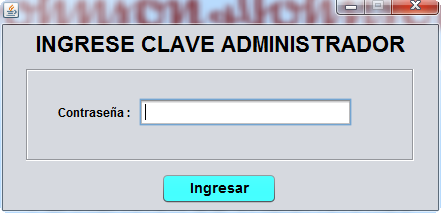 INGRESE CLAVE ADMINISTRADOR
Contraseña :
Ingresar